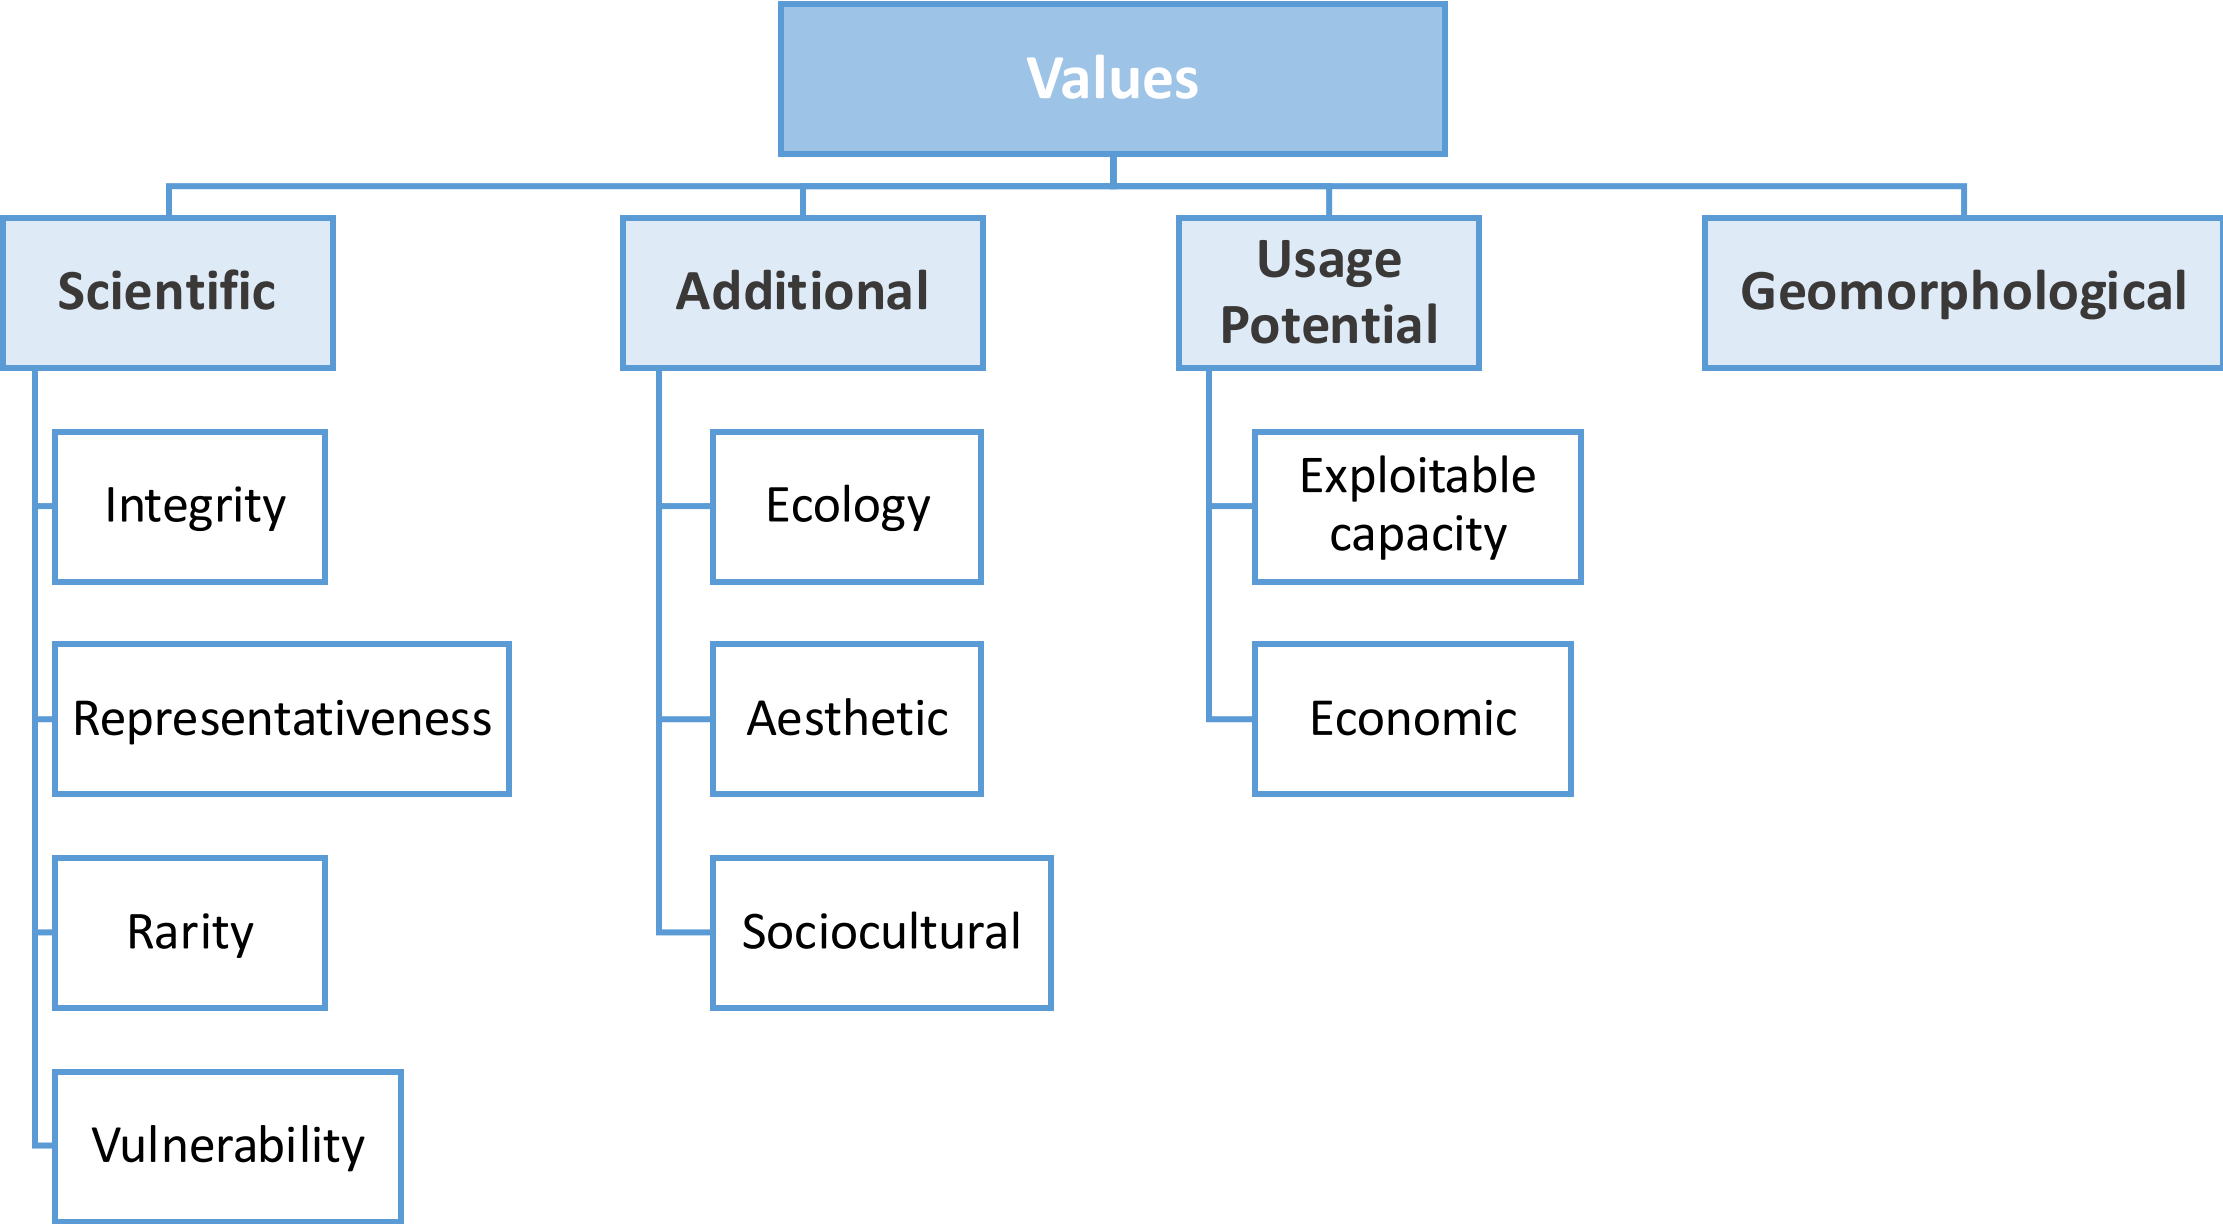 Values
Scientific
Additional
Usage
Potential
Geomorphological
Integrity
Representativeness
Rarity
Vulnerability
Ecology
Aesthetic
Sociocultural
Exploitable
capacity
Economic